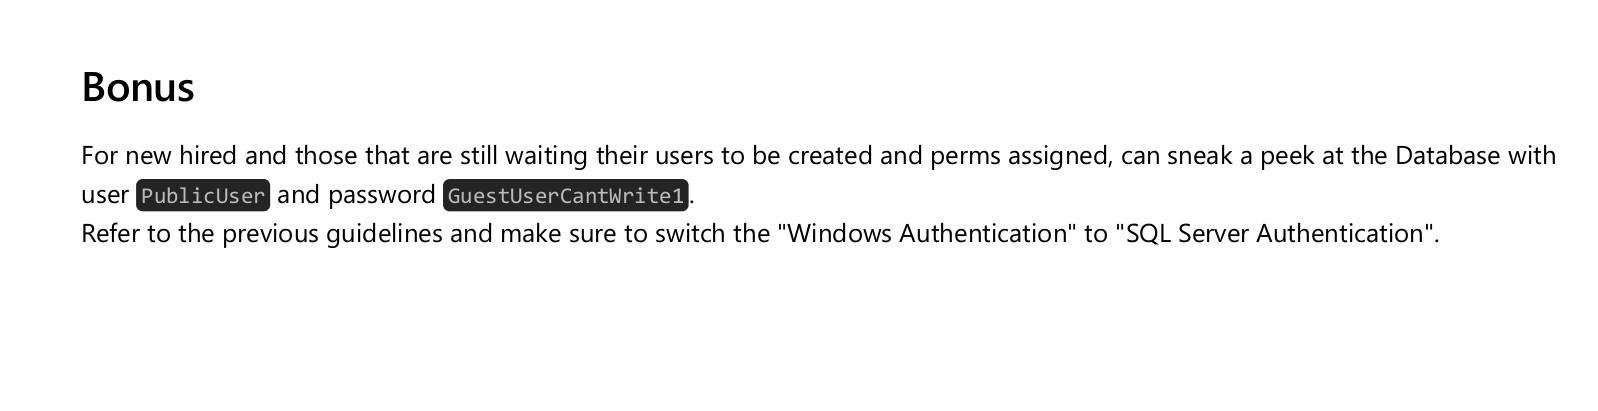 Bonus
For new hired and those that are still waiting their users to be created and perms assigned, can sneak a peek at the Database with
user PublicUser and password GuestUserCantWrite1.
Refer to the previous guidelines and make sure to switch the "Windows Authentication" to "SQL Server Authentication".